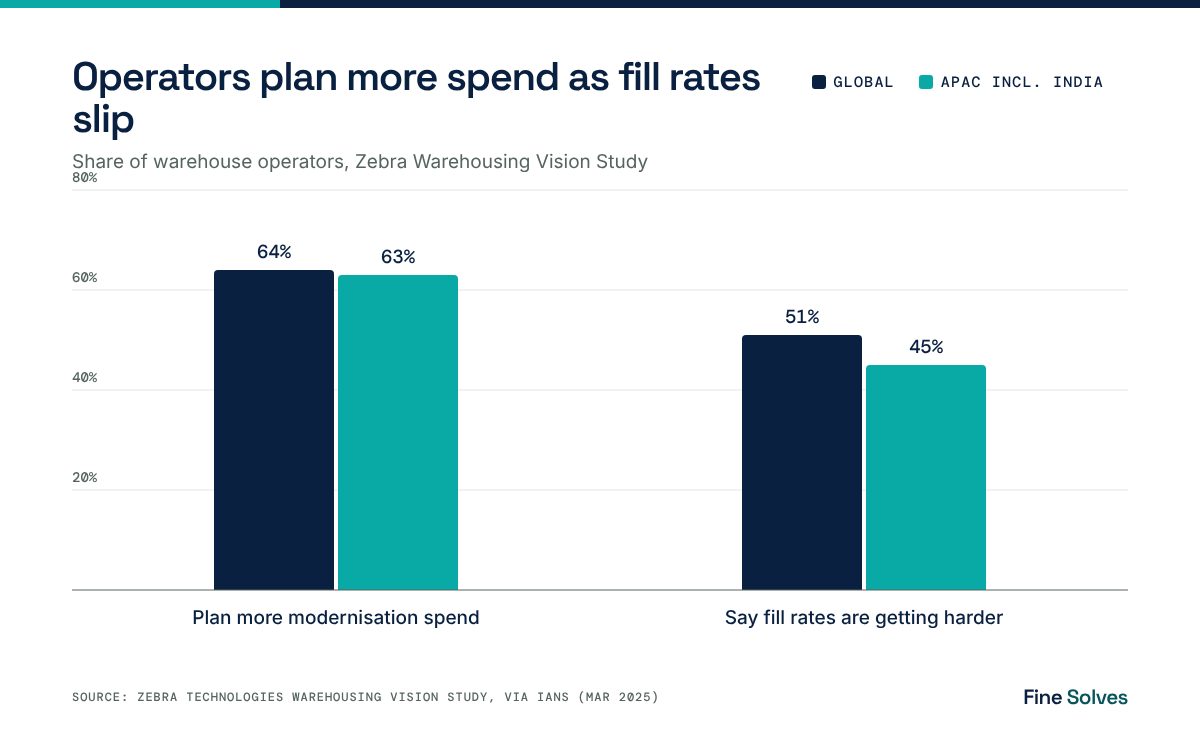 Operators plan more spend as fill rates
slip
GLOBAL
APAC INCL. INDIA
Share of warehouse operators, Zebra Warehousing Vision Study
80%
64%
63%
60%
51%
45%
40%
20%
Plan more modernisation spend
Say fill rates are getting harder
SOURCE: ZEBRA TECHNOLOGIES WAREHOUSING VISION STUDY, VIA IANS (MAR 2025)
Fine Solves